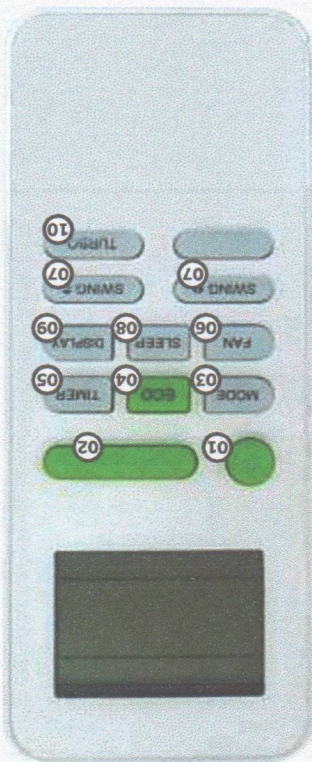 01 02
MODE 03 ECO 04 TIMER 05
FAN 06 SLEEP 08 DISPLAY 09
SWING 07 SWING 07
TURBO 10